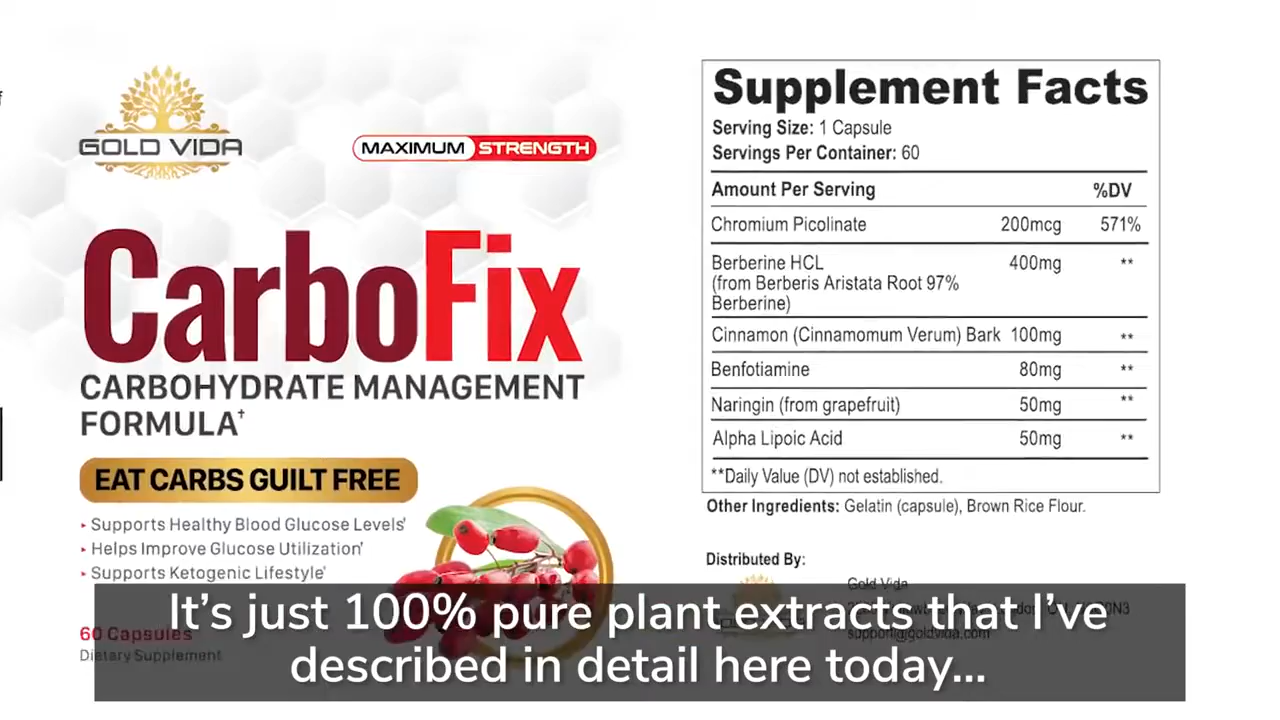 GOLD VIDA
MAXIMUM STRENGTH
CarboFix
CARBOHYDRATE MANAGEMENT
FORMULA†
EAT CARBS GUILT FREE
‣ Supports Healthy Blood Glucose Levels†
‣ Helps Improve Glucose Utilization†
‣ Supports Ketogenic Lifestyle†
60 Capsules
Dietary Supplement
Supplement Facts
Serving Size: 1 Capsule
Servings Per Container: 60
Amount Per Serving %DV
Chromium Picolinate 200mcg 571%
Berberine HCL 400mg **
(from Berberis Aristata Root 97%
Berberine)
Cinnamon (Cinnamomum Verum) Bark 100mg **
Benfotiamine 80mg **
Naringin (from grapefruit) 50mg **
Alpha Lipoic Acid 50mg **
**Daily Value (DV) not established.
Other Ingredients: Gelatin (capsule), Brown Rice Flour.
Distributed By:
Gold Vida
support@goldvida.com
It's just 100% pure plant extracts that I've
described in detail here today...